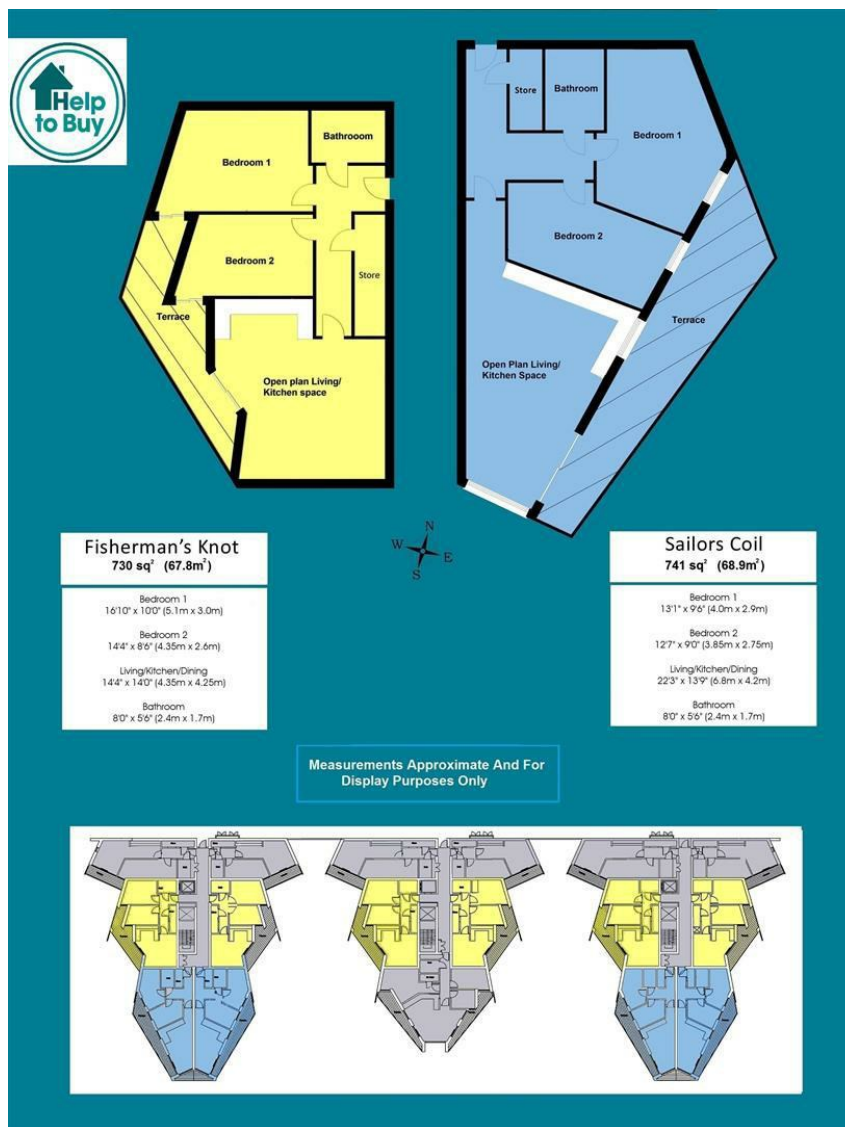 Help
to Buy
Bathrooom
Bedroom 1
Bedroom 2
Store
Terrace
Open plan Living/
Kitchen space
Store
Bathroom
Bedroom 1
Bedroom 2
Terrace
Open Plan Living/
Kitchen Space
N
W
E
S
Fisherman's Knot
730 sq² (67.8m²)
Bedroom 1
16'10" x 10'0" (5.1m x 3.0m)
Bedroom 2
14'4" x 8'6" (4.35m x 2.6m)
Living/Kitchen/Dining
14'4" x 14'0" (4.35m x 4.25m)
Bathroom
8'0" x 5'6" (2.4m x 1.7m)
Sailors Coil
741 sq² (68.9m²)
Bedroom 1
13'1" x 9'6" (4.0m x 2.9m)
Bedroom 2
12'7" x 9'0" (3.85m x 2.75m)
Living/Kitchen/Dining
22'3" x 13'9" (6.8m x 4.2m)
Bathroom
8'0" x 5'6" (2.4m x 1.7m)
Measurements Approximate And For
Display Purposes Only